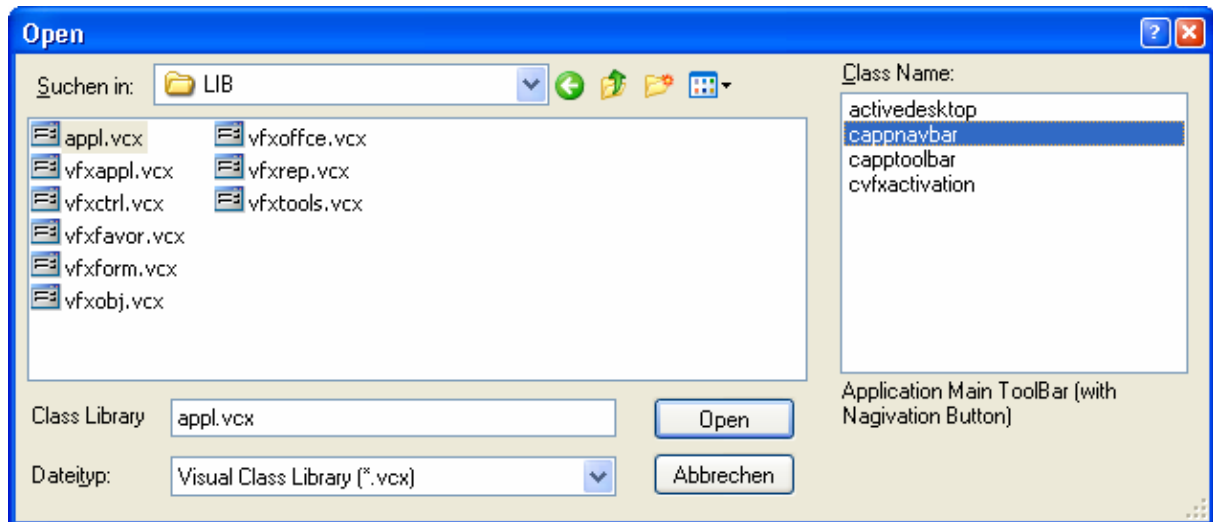 Open
Suchen in: LIB
appl.vcx
vfxappl.vcx
vfxctrl.vcx
vfxfavor.vcx
vfxform.vcx
vfxobj.vcx
vfxoffce.vcx
vfxrep.vcx
vfxtools.vcx
Class Library appl.vcx Open
Dateityp: Visual Class Library (*.vcx) Abbrechen
Class Name:
activedesktop
cappnavbar
capptoolbar
cvfxactivation
Application Main ToolBar (with
Nagivation Button)